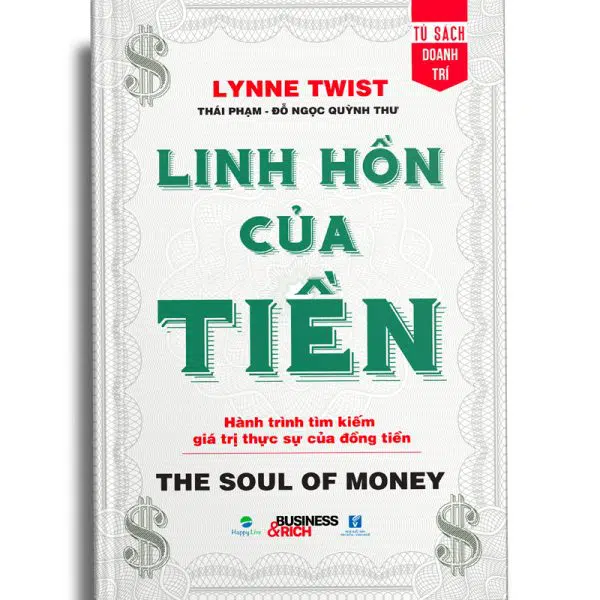 TỦ SÁCH
DOANH
TRÍ
LYNNE TWIST
THÁI PHẠM - ĐỖ NGỌC QUỲNH THƯ
LINH HỒN
CỦA
TIỀN
Hành trình tìm kiếm
giá trị thực sự của đồng tiền
THE SOUL OF MONEY
Happy Live
BUSINESS
&RICH
$
$
$